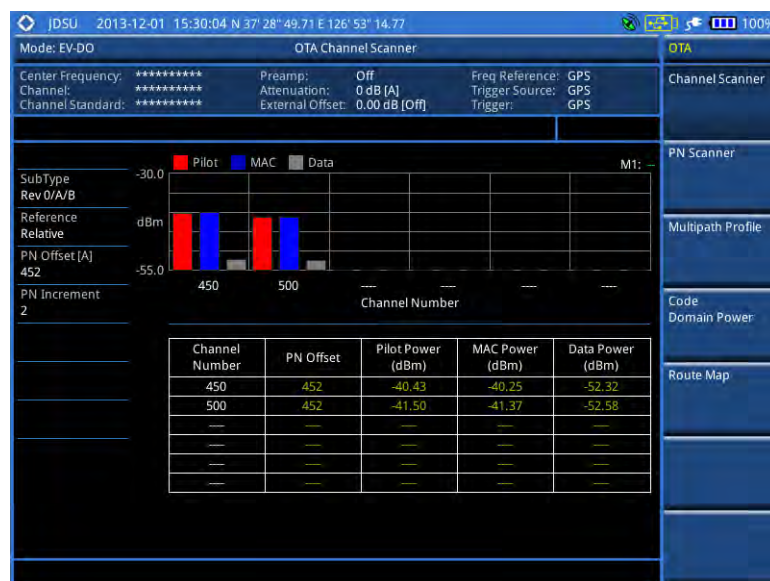 JDSU 2013-12-01 15:30:04 N 37' 28" 49.71 E 126' 53" 14.77 100%
Mode: EV-DO OTA Channel Scanner OTA
Center Frequency: ********** Preamp: Off Freq Reference: GPS
Channel: ********** Attenuation: 0 dB [A] Trigger Source: GPS
Channel Standard: ********** External Offset: 0.00 dB [Off] Trigger: GPS
Channel Scanner
PN Scanner
Multipath Profile
Code
Domain Power
Route Map
SubType
Rev 0/A/B
Reference
Relative
PN Offset [A]
452
PN Increment
2
Pilot MAC Data M1: --
-30.0
dBm
-55.0
450 500 ---- ---- ---- ----
Channel Number
Channel Number PN Offset Pilot Power (dBm) MAC Power (dBm) Data Power (dBm)
450 452 -40.43 -40.25 -52.32
500 452 -41.50 -41.37 -52.58
---- ---- ---- ---- ----
---- ---- ---- ---- ----
---- ---- ---- ---- ----
---- ---- ---- ---- ----